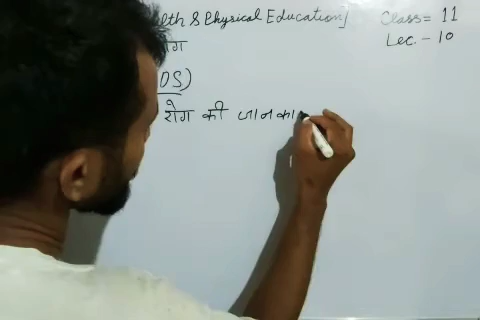 lth & Physical Education] Class= 11
Lec. - 10
ोग
DS)
रोग की जानका